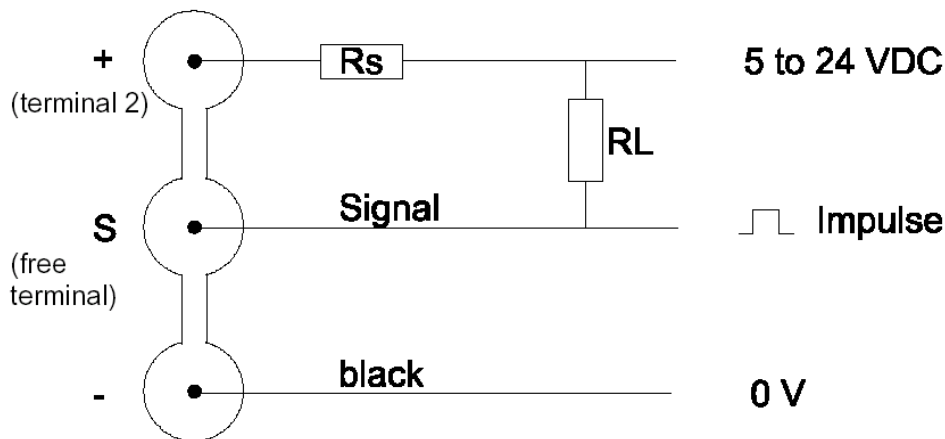 + Rs 5 to 24 VDC
(terminal 2)
RL
S Signal Impulse
(free
terminal)
- black 0 V